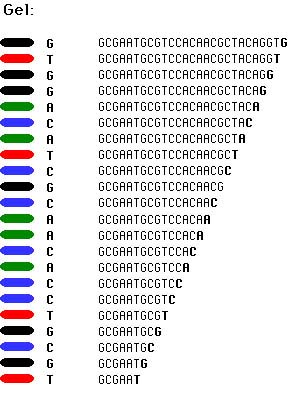 Gel:
G GCGAATGCGTCCACAACGCTACAGGTG
T GCGAATGCGTCCACAACGCTACAGGT
G GCGAATGCGTCCACAACGCTACAGG
G GCGAATGCGTCCACAACGCTACAG
A GCGAATGCGTCCACAACGCTACA
C GCGAATGCGTCCACAACGCTAC
A GCGAATGCGTCCACAACGCTA
T GCGAATGCGTCCACAACGCT
C GCGAATGCGTCCACAACGC
G GCGAATGCGTCCACAACG
C GCGAATGCGTCCACAAC
A GCGAATGCGTCCACAA
A GCGAATGCGTCCACA
C GCGAATGCGTCCAC
A GCGAATGCGTCCA
C GCGAATGCGTCC
C GCGAATGCGTC
T GCGAATGCGT
G GCGAATGCG
C GCGAATGC
G GCGAATG
T GCGAAT